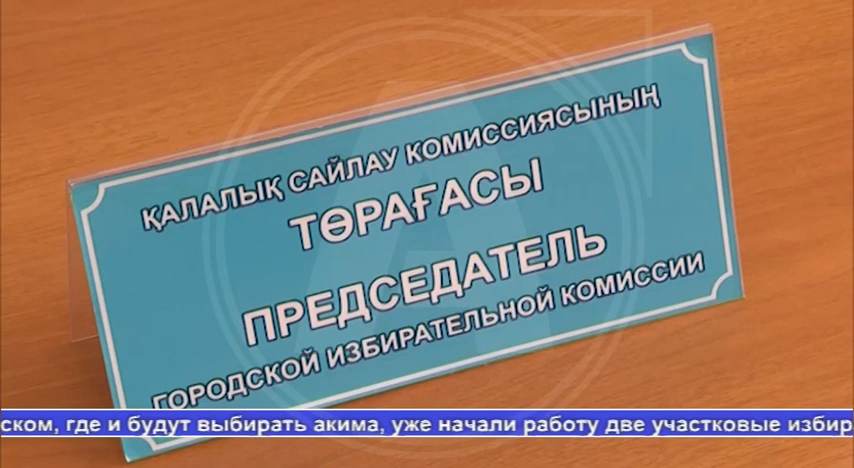 ҚАЛАЛЫҚ САЙЛАУ КОМИССИЯСЫНЫҢ
ТӨРАҒАСЫ
ПРЕДСЕДАТЕЛЬ
ГОРОДСКОЙ ИЗБИРАТЕЛЬНОЙ КОМИССИИ
ском, где и будут выбирать акима, уже начали работу две участковые избир